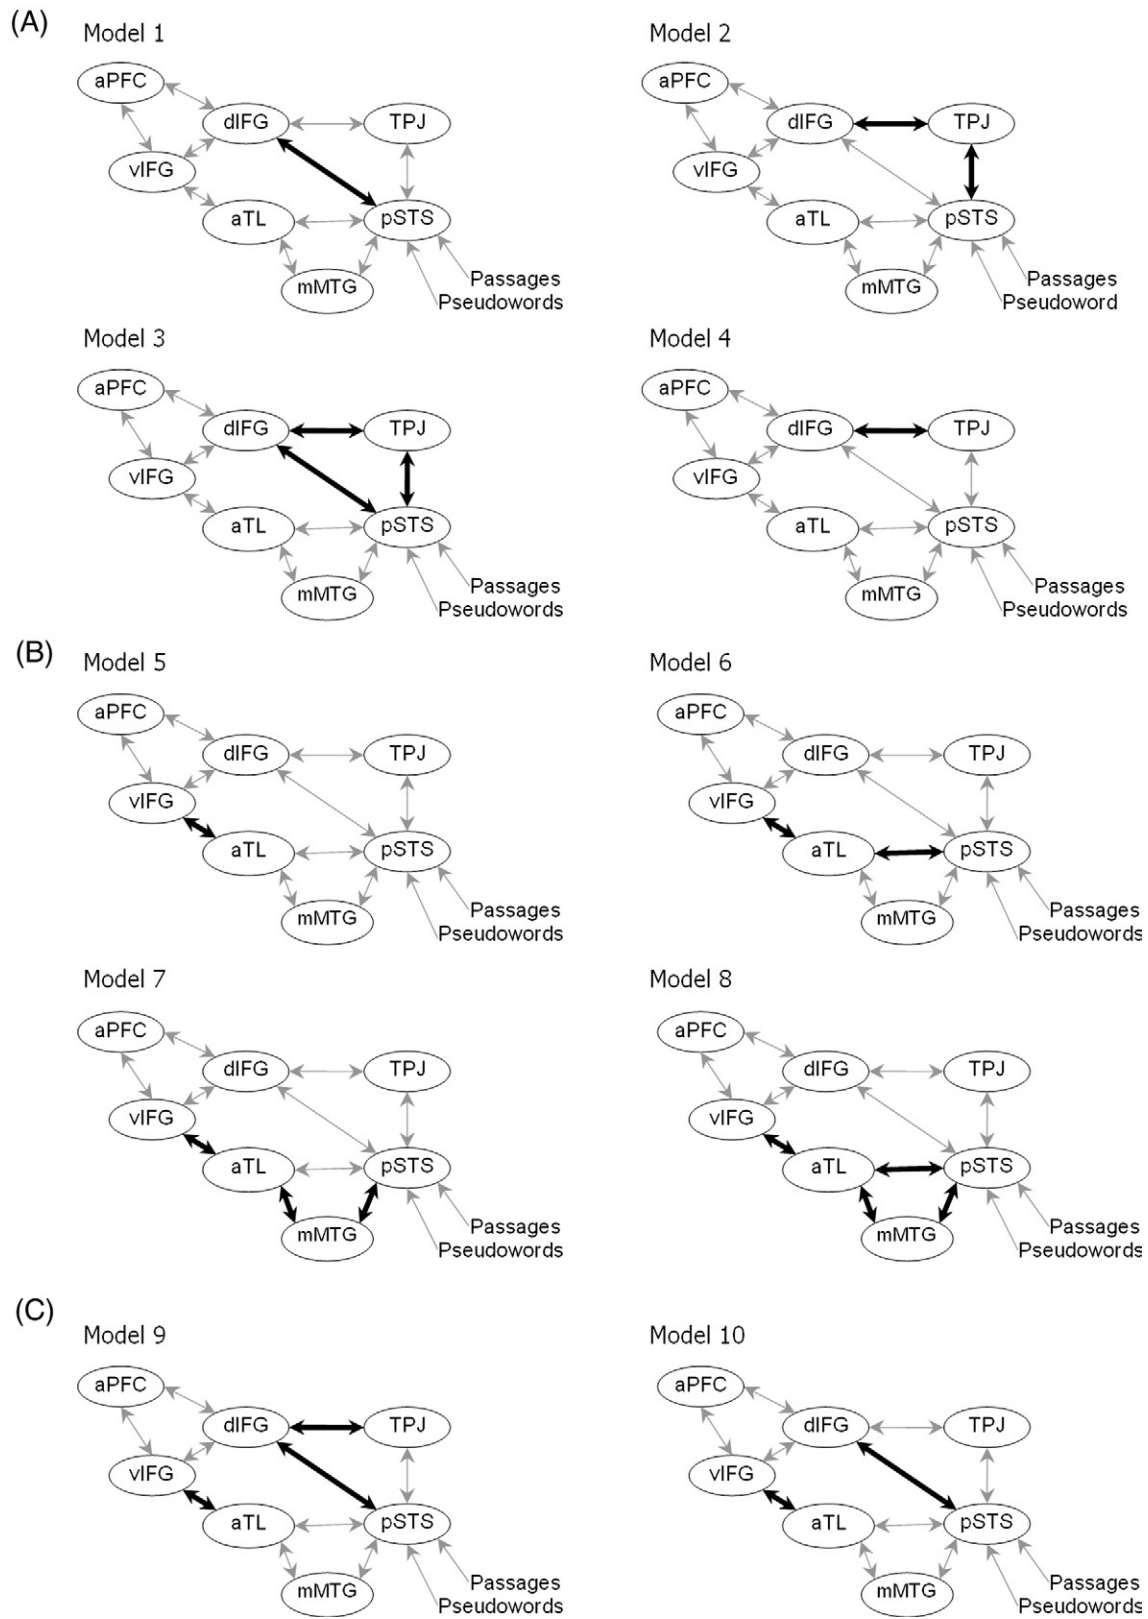 (A)
Model 1
aPFC
dIFG
TPJ
vIFG
aTL
pSTS
mMTG
Passages
Pseudowords
Model 2
aPFC
dIFG
TPJ
vIFG
aTL
pSTS
mMTG
Passages
Pseudoword
Model 3
aPFC
dIFG
TPJ
vIFG
aTL
pSTS
mMTG
Passages
Pseudowords
Model 4
aPFC
dIFG
TPJ
vIFG
aTL
pSTS
mMTG
Passages
Pseudowords
(B)
Model 5
aPFC
dIFG
TPJ
vIFG
aTL
pSTS
mMTG
Passages
Pseudowords
Model 6
aPFC
dIFG
TPJ
vIFG
aTL
pSTS
mMTG
Passages
Pseudowords
Model 7
aPFC
dIFG
TPJ
vIFG
aTL
pSTS
mMTG
Passages
Pseudowords
Model 8
aPFC
dIFG
TPJ
vIFG
aTL
pSTS
mMTG
Passages
Pseudowords
(C)
Model 9
aPFC
dIFG
TPJ
vIFG
aTL
pSTS
mMTG
Passages
Pseudowords
Model 10
aPFC
dIFG
TPJ
vIFG
aTL
pSTS
mMTG
Passages
Pseudowords